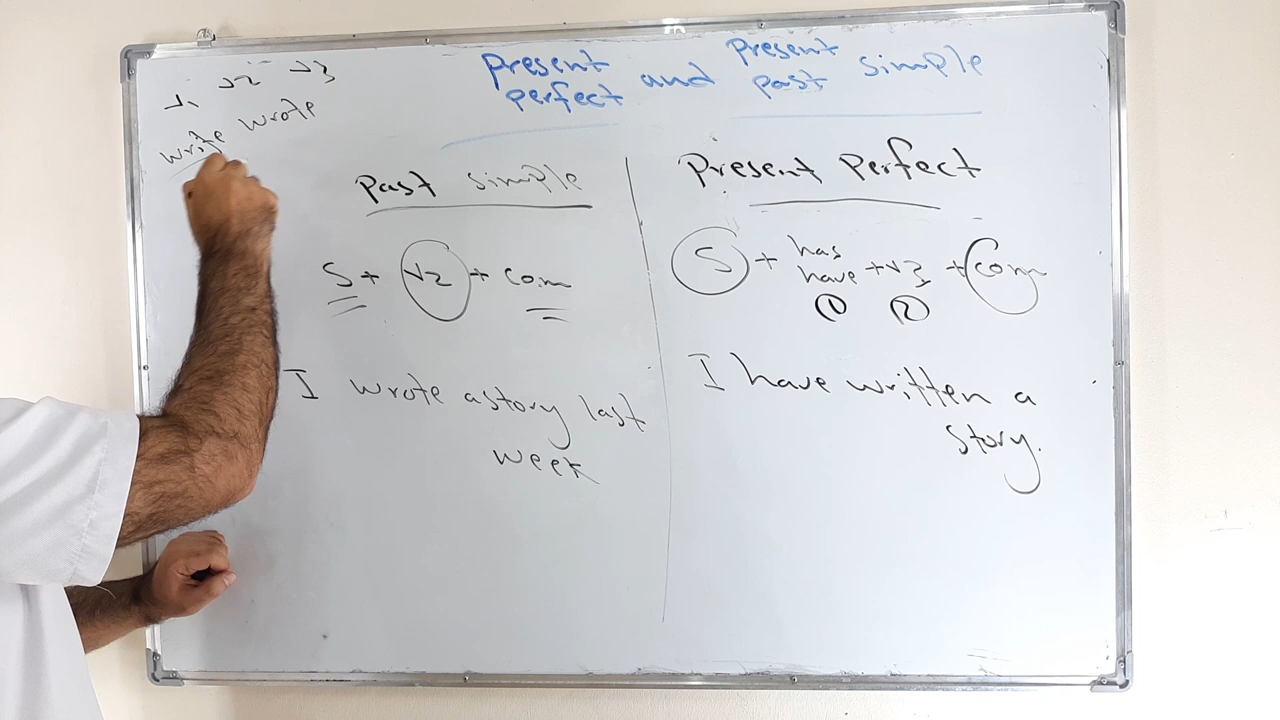 v1 v2 v3
write wrote
present perfect and present past simple
Past simple
S + v2 + com
I wrote a story last
week
Present Perfect
S + has have + v3 + com
1 2
I have written a
story.